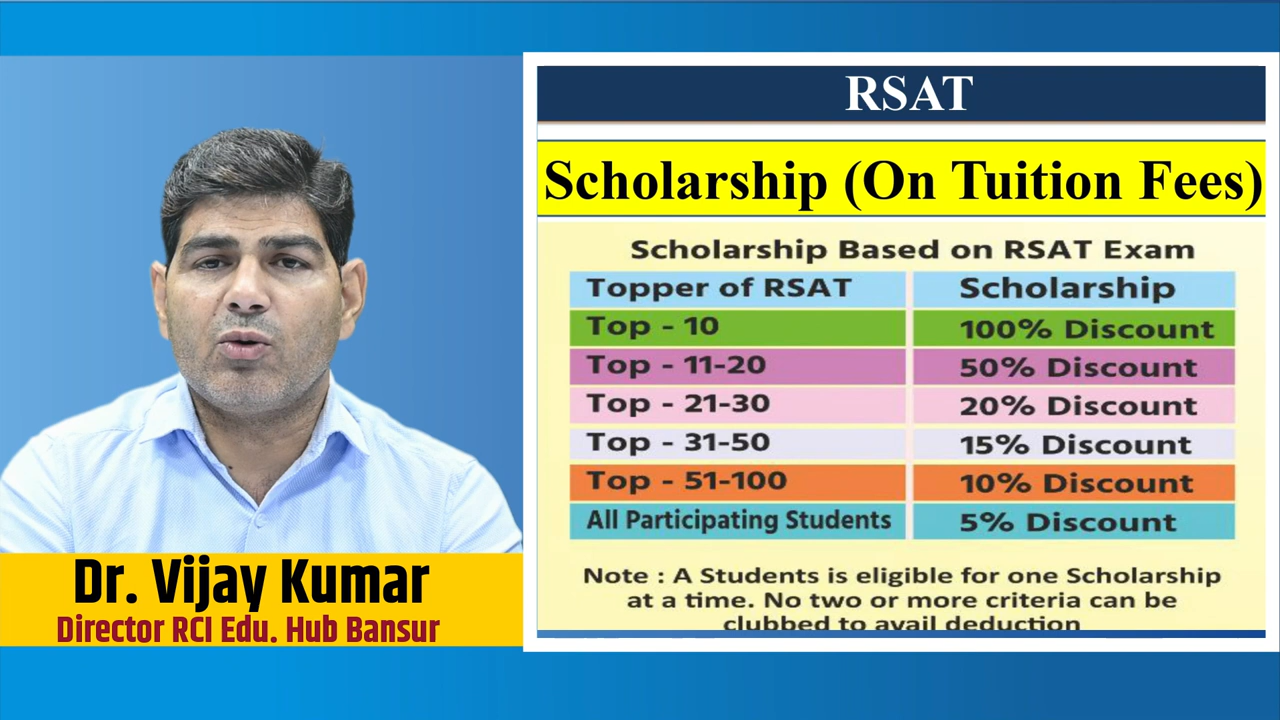 RSAT
Scholarship (On Tuition Fees)
Scholarship Based on RSAT Exam
Topper of RSAT Scholarship
Top - 10 100% Discount
Top - 11-20 50% Discount
Top - 21-30 20% Discount
Top - 31-50 15% Discount
Top - 51-100 10% Discount
All Participating Students 5% Discount
Note : A Students is eligible for one Scholarship
at a time. No two or more criteria can be
clubbed to avail deduction
Dr. Vijay Kumar
Director RCI Edu. Hub Bansur